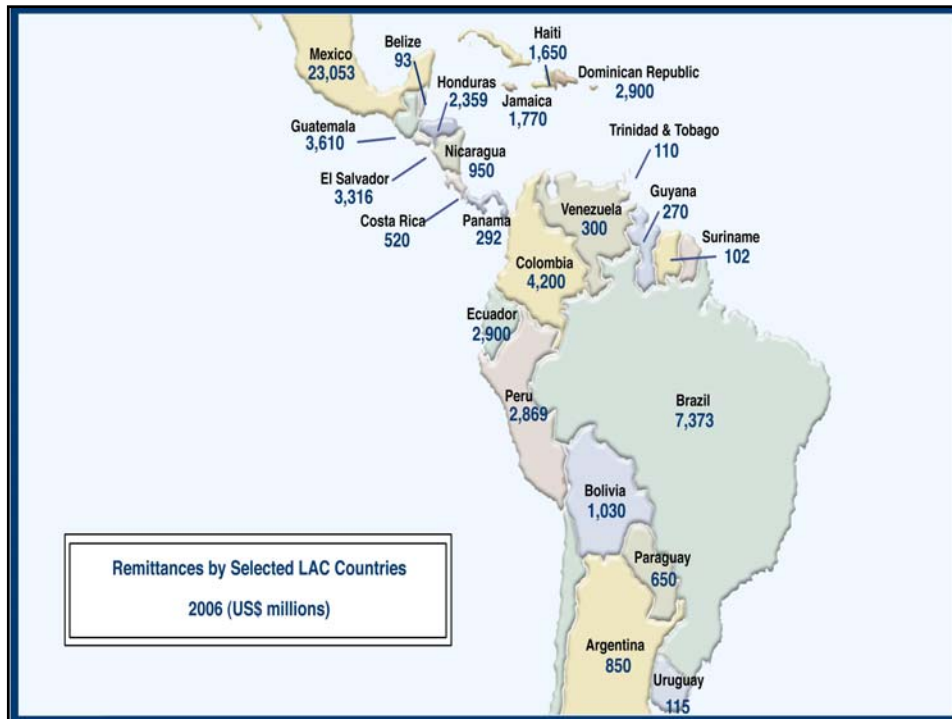 Mexico
23,053
Belize
93
Haiti
1,650
Dominican Republic
2,900
Honduras
2,359
Jamaica
1,770
Guatemala
3,610
Nicaragua
950
Trinidad & Tobago
110
El Salvador
3,316
Guyana
270
Costa Rica
520
Panama
292
Venezuela
300
Suriname
102
Colombia
4,200
Ecuador
2,900
Peru
2,869
Brazil
7,373
Bolivia
1,030
Paraguay
650
Argentina
850
Uruguay
115
Remittances by Selected LAC Countries
2006 (US$ millions)